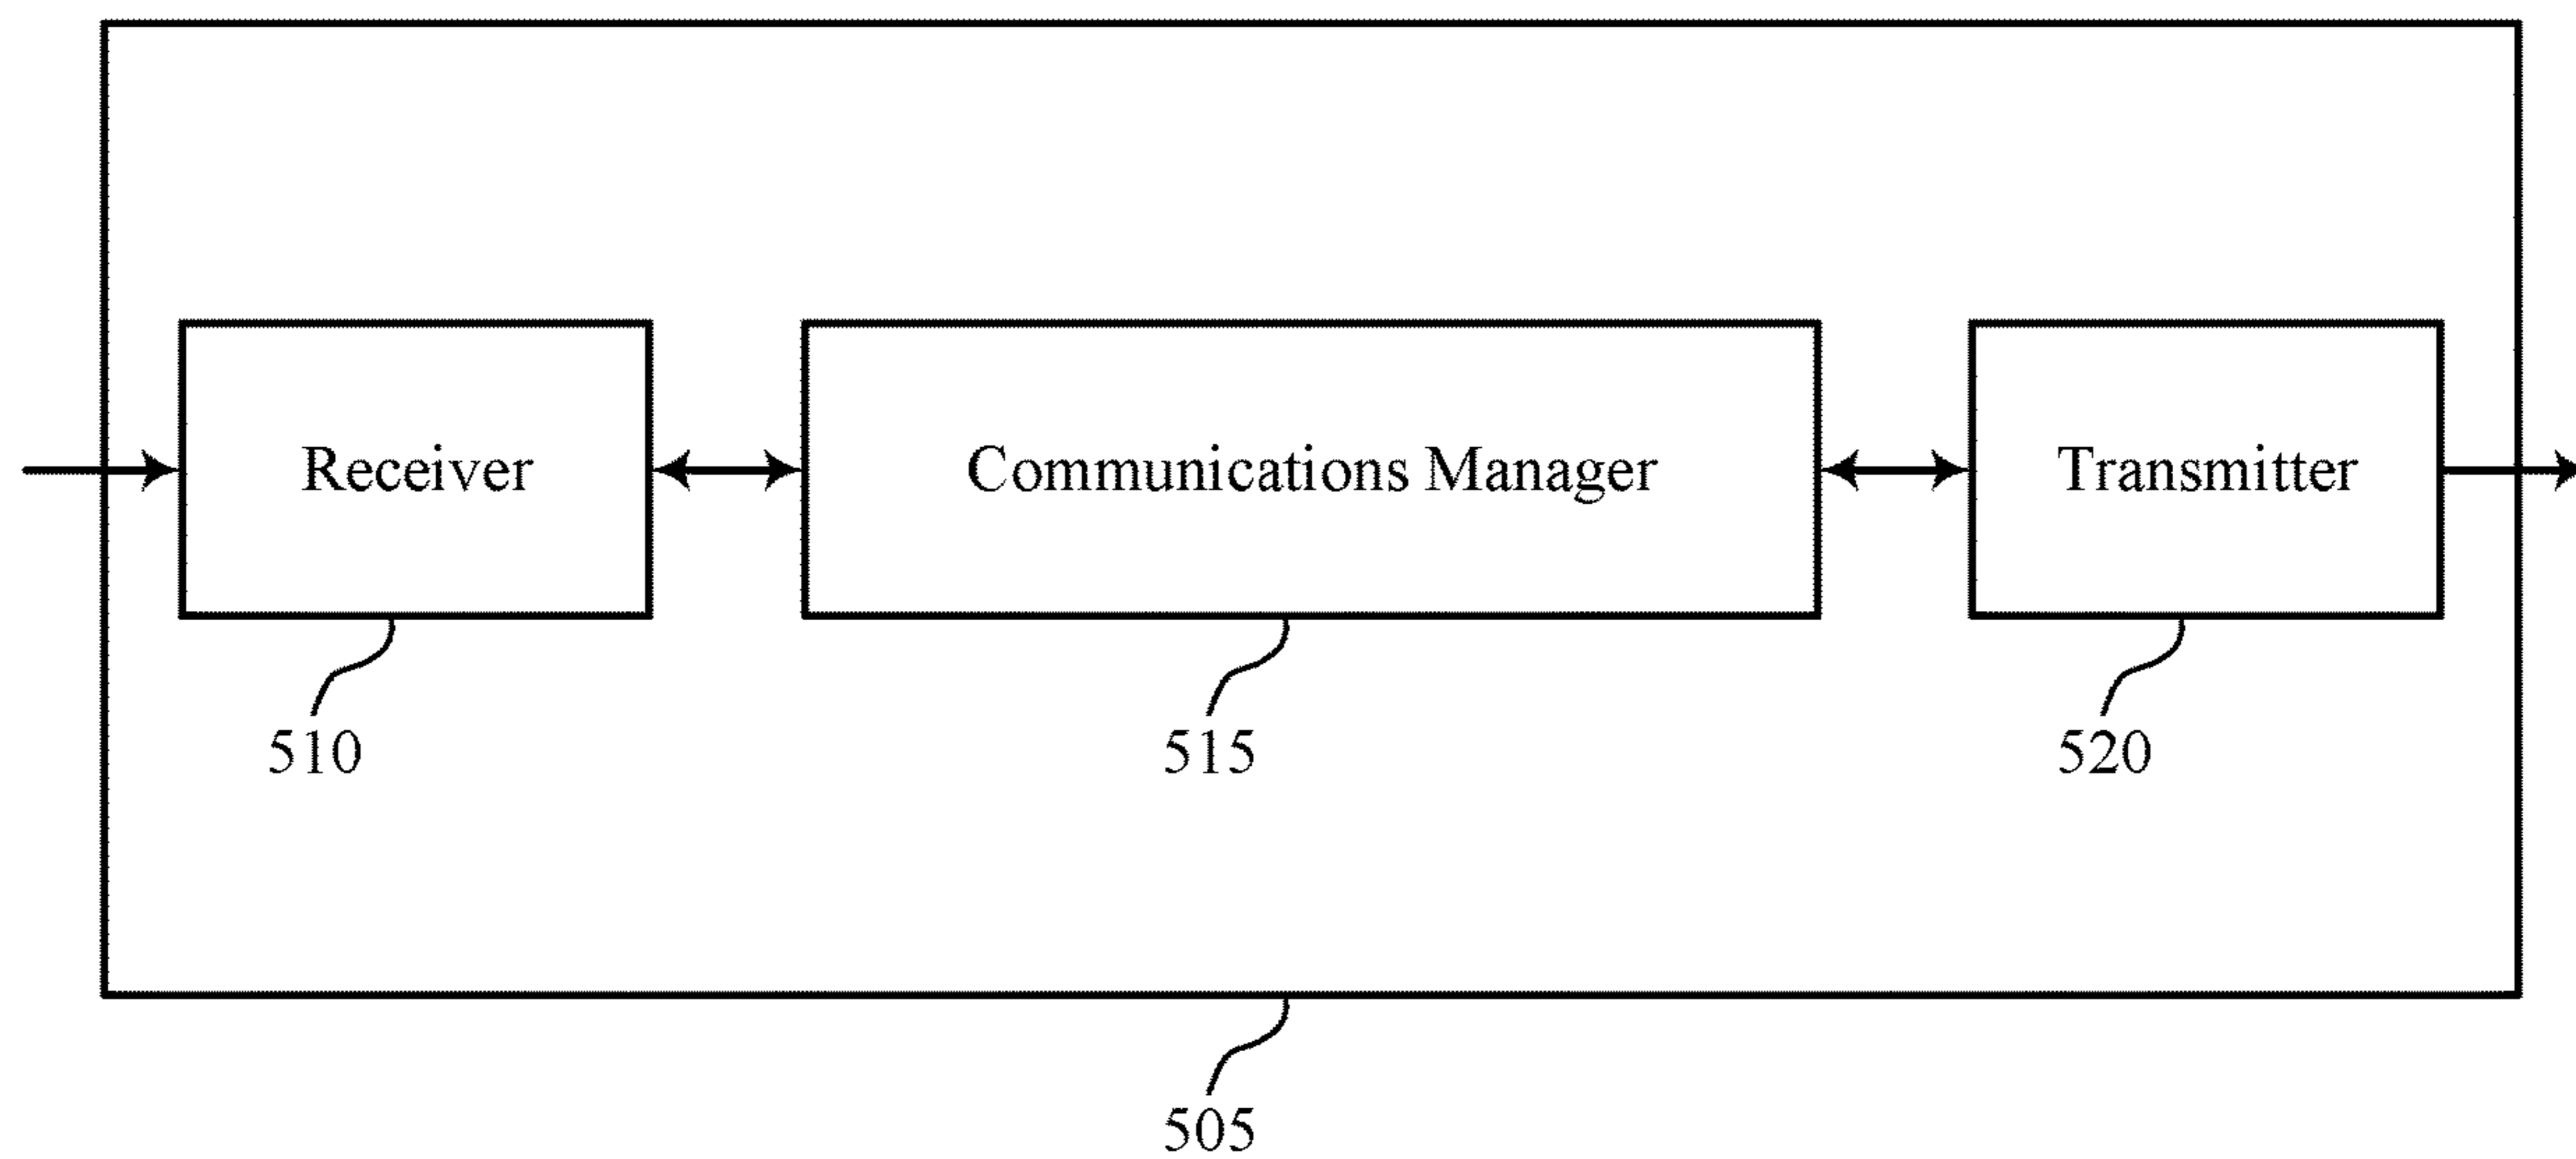 Receiver
Communications Manager
Transmitter
510
515
520
505